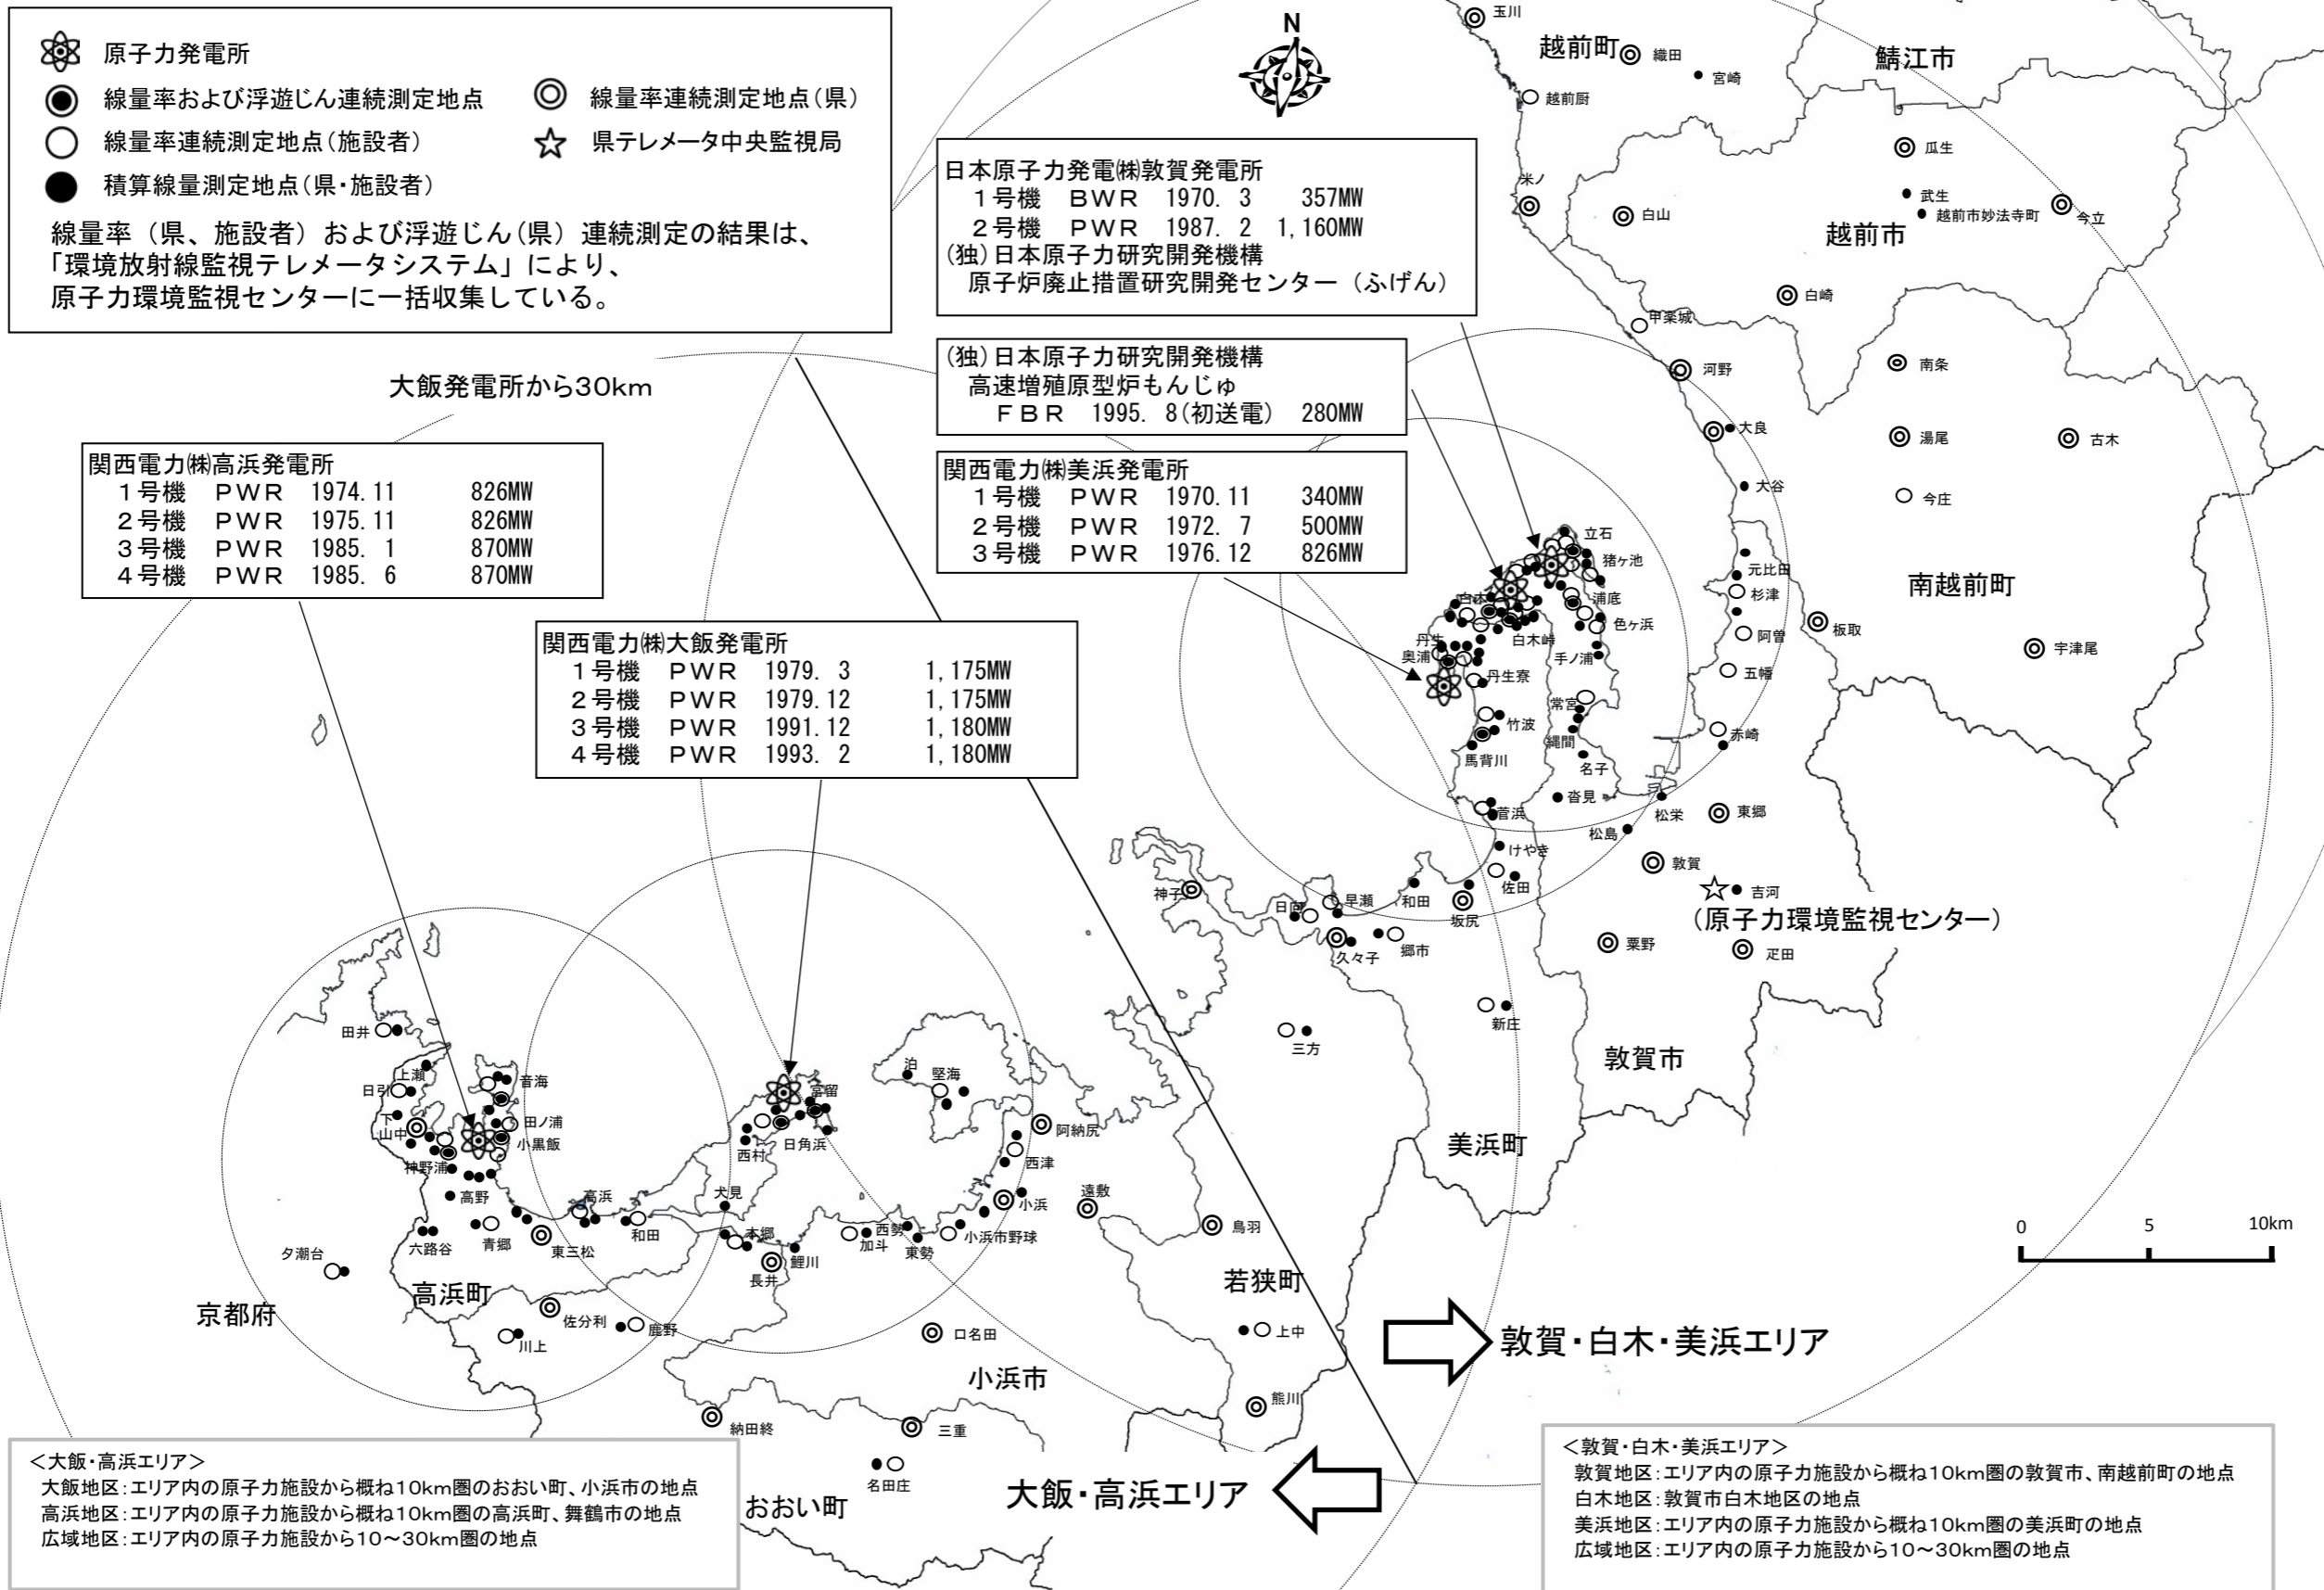 原子力発電所
線量率および浮遊じん連続測定地点
線量率連続測定地点(県)
線量率連続測定地点(施設者)
県テレメータ中央監視局
積算線量測定地点(県・施設者)
線量率（県、施設者）および浮遊じん(県）連続測定の結果は、
「環境放射線監視テレメータシステム」により、
原子力環境監視センターに一括収集している。
N
日本原子力発電㈱敦賀発電所
1号機 ＢＷＲ 1970. 3 357MW
2号機 ＰＷＲ 1987. 2 1,160MW
(独)日本原子力研究開発機構
原子炉廃止措置研究開発センター（ふげん）
(独)日本原子力研究開発機構
高速増殖原型炉もんじゅ
ＦＢＲ 1995. 8(初送電) 280MW
関西電力㈱美浜発電所
1号機 ＰＷＲ 1970.11 340MW
2号機 ＰＷＲ 1972. 7 500MW
3号機 ＰＷＲ 1976.12 826MW
大飯発電所から30km
関西電力㈱高浜発電所
1号機 ＰＷＲ 1974.11 826MW
2号機 ＰＷＲ 1975.11 826MW
3号機 ＰＷＲ 1985. 1 870MW
4号機 ＰＷＲ 1985. 6 870MW
関西電力㈱大飯発電所
1号機 ＰＷＲ 1979. 3 1,175MW
2号機 ＰＷＲ 1979.12 1,175MW
3号機 ＰＷＲ 1991.12 1,180MW
4号機 ＰＷＲ 1993. 2 1,180MW
玉川
越前町
織田
宮崎
鯖江市
越前厨
瓜生
米ノ
白山
武生
越前市妙法寺町
今立
越前市
白崎
甲楽城
河野
南条
大良
湯尾
古木
大谷
今庄
立石
猪ヶ池
元比田
南越前町
杉津
白木
浦底
色ヶ浜
板取
阿曽
丹生
白木峠
奥浦
手ノ浦
宇津尾
丹生寮
五幡
常宮
竹波
縄間
赤崎
馬背川
名子
沓見
菅浜
松栄
東郷
松島
けやき
敦賀
佐田
吉河
神子
日向
早瀬
和田
坂尻
(原子力環境監視センター)
久々子
郷市
粟野
疋田
新庄
三方
敦賀市
美浜町
田井
上瀬
音海
日引
下
山中
田ノ浦
小黒飯
神野浦
高野
泊
堅海
宮留
日角浜
西村
阿納尻
西津
高浜
犬見
小浜
遠敷
鳥羽
六路谷
青郷
東三松
和田
本郷
西勢
加斗
東勢
小浜市野球
夕潮台
長井
鯉川
高浜町
若狭町
京都府
佐分利
鹿野
川上
口名田
上中
小浜市
熊川
納田終
三重
名田庄
おおい町
0 5 10km
敦賀・白木・美浜エリア
大飯・高浜エリア
＜大飯・高浜エリア＞
大飯地区:エリア内の原子力施設から概ね10km圏のおおい町、小浜市の地点
高浜地区:エリア内の原子力施設から概ね10km圏の高浜町、舞鶴市の地点
広域地区:エリア内の原子力施設から10～30km圏の地点
＜敦賀・白木・美浜エリア＞
敦賀地区:エリア内の原子力施設から概ね10km圏の敦賀市、南越前町の地点
白木地区:敦賀市白木地区の地点
美浜地区:エリア内の原子力施設から概ね10km圏の美浜町の地点
広域地区:エリア内の原子力施設から10～30km圏の地点